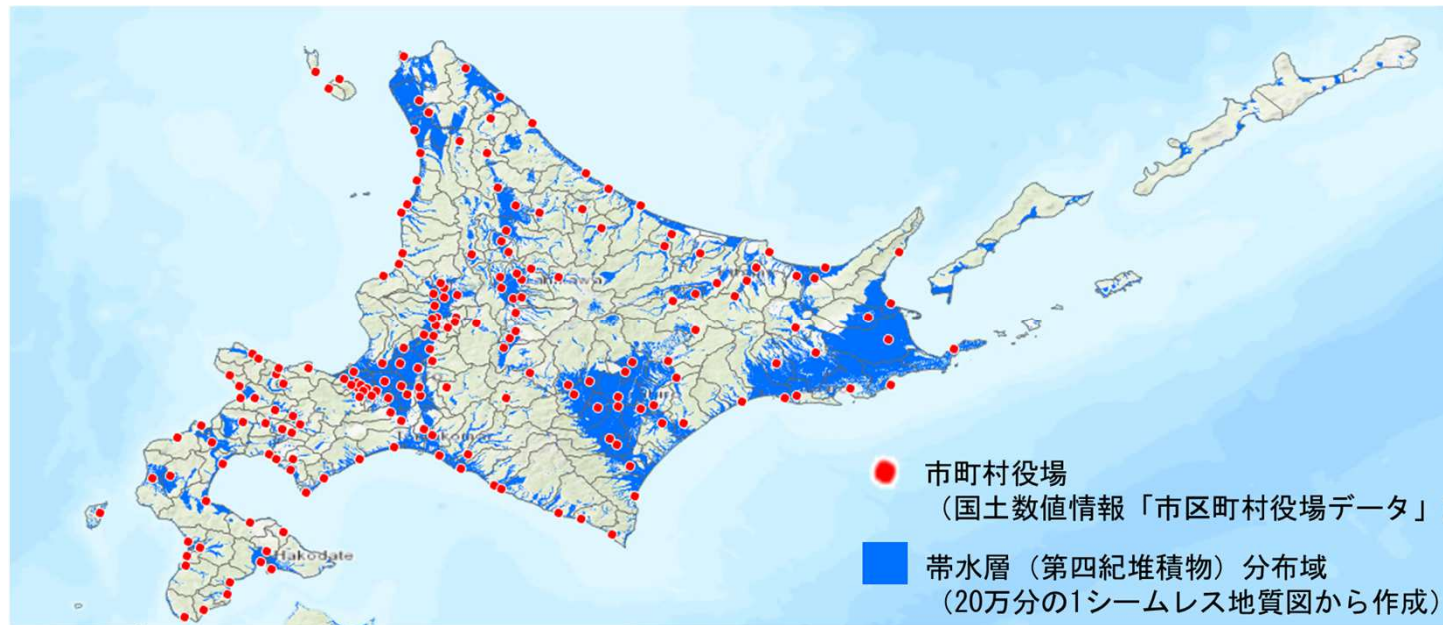 Hakodate
市町村役場
（国土数値情報「市区町村役場データ」
帯水層（第四紀堆積物）分布域
（20万分の1シームレス地質図から作成）